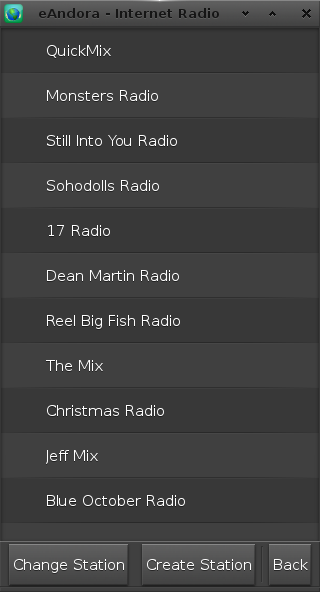 eAndora - Internet Radio
QuickMix
Monsters Radio
Still Into You Radio
Sohodolls Radio
17 Radio
Dean Martin Radio
Reel Big Fish Radio
The Mix
Christmas Radio
Jeff Mix
Blue October Radio
Change Station Create Station Back